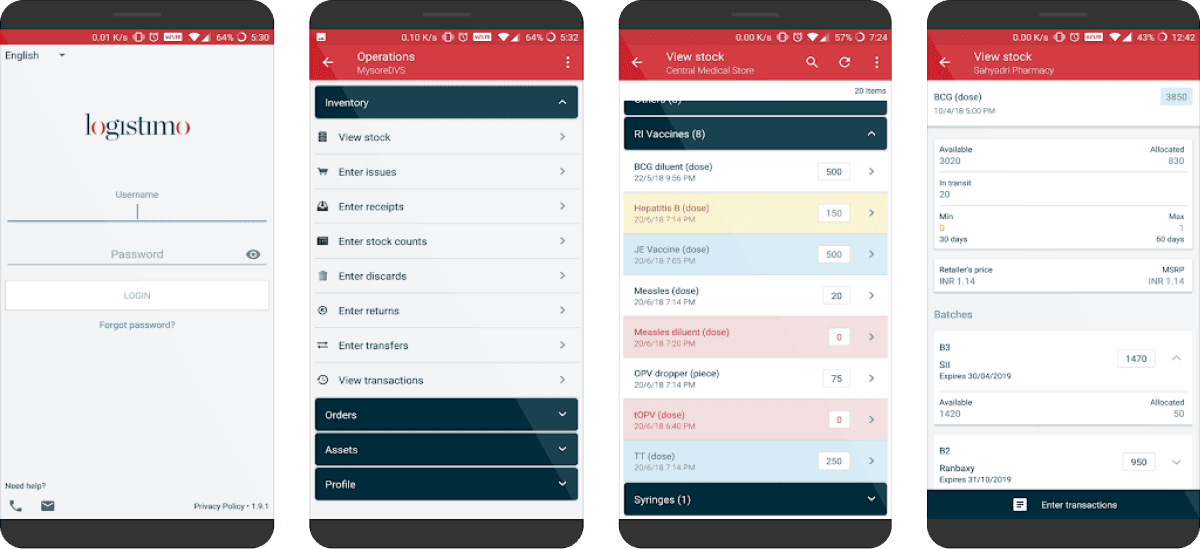 0.01 K/s VoLTE 64% 5:30
English
logistimo
Username
Password
LOGIN
Forgot password?
Need help?
Privacy Policy • 1.9.1
0.10 K/s VoLTE 64% 5:32
Operations
MysoreDVS
Inventory
View stock
Enter issues
Enter receipts
Enter stock counts
Enter discards
Enter returns
Enter transfers
View transactions
Orders
Assets
Profile
0.00 K/s VoLTE 57% 7:24
View stock
Central Medical Store
20 Items
Others (8)
RI Vaccines (8)
BCG diluent (dose)
22/5/18 9:56 PM
500
Hepatitis B (dose)
20/6/18 7:14 PM
150
JE Vaccine (dose)
20/6/18 7:05 PM
500
Measles (dose)
20/6/18 7:14 PM
20
Measles diluent (dose)
20/6/18 7:20 PM
0
OPV dropper (piece)
20/6/18 7:14 PM
75
tOPV (dose)
20/6/18 6:40 PM
0
TT (dose)
20/6/18 7:14 PM
250
Syringes (1)
0.00 K/s VoLTE 43% 12:42
View stock
Sahyadri Pharmacy
BCG (dose) 3850
10/4/18 5:00 PM
Available Allocated
3020 830
In transit
20
Min Max
0 1
30 days 60 days
Retailer's price MSRP
INR 1.14 INR 1.14
Batches
B3
SII
Expires 30/04/2019
1470
Available Allocated
1420 50
B2
Ranbaxy
Expires 31/10/2019
950
Enter transactions